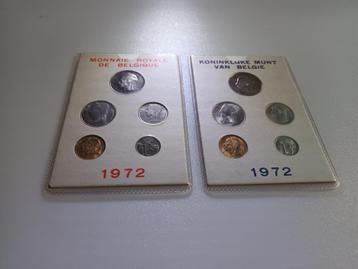 MONNAIE ROYALE
DE BELGIQUE
1972
KONINKLIJKE MUNT
VAN BELGIE
1972